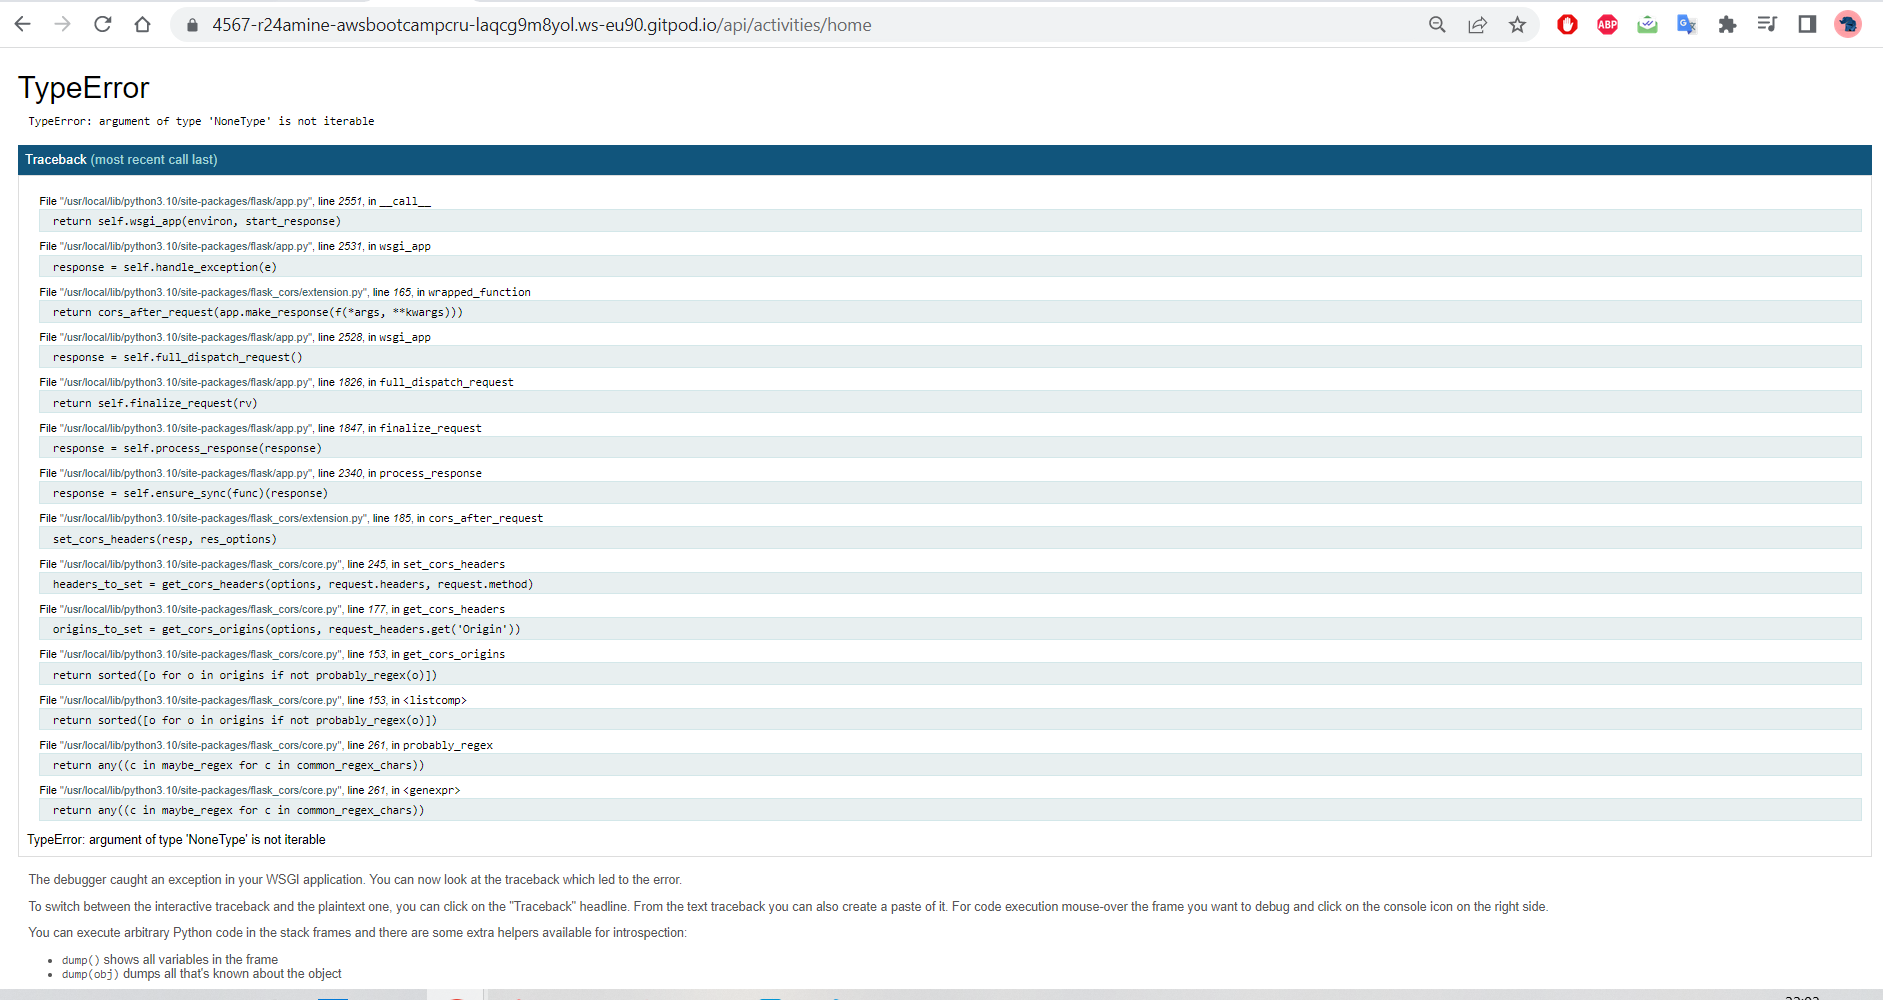 4567-r24amine-awsbootcampcru-laqcg9m8yol.ws-eu90.gitpod.io/api/activities/home
ABP
TypeError
TypeError: argument of type 'NoneType' is not iterable
Traceback (most recent call last)
File "/usr/local/lib/python3.10/site-packages/flask/app.py", line 2551, in __call__
return self.wsgi_app(environ, start_response)
File "/usr/local/lib/python3.10/site-packages/flask/app.py", line 2531, in wsgi_app
response = self.handle_exception(e)
File "/usr/local/lib/python3.10/site-packages/flask_cors/extension.py", line 165, in wrapped_function
return cors_after_request(app.make_response(f(*args, **kwargs)))
File "/usr/local/lib/python3.10/site-packages/flask/app.py", line 2528, in wsgi_app
response = self.full_dispatch_request()
File "/usr/local/lib/python3.10/site-packages/flask/app.py", line 1826, in full_dispatch_request
return self.finalize_request(rv)
File "/usr/local/lib/python3.10/site-packages/flask/app.py", line 1847, in finalize_request
response = self.process_response(response)
File "/usr/local/lib/python3.10/site-packages/flask/app.py", line 2340, in process_response
response = self.ensure_sync(func)(response)
File "/usr/local/lib/python3.10/site-packages/flask_cors/extension.py", line 185, in cors_after_request
set_cors_headers(resp, res_options)
File "/usr/local/lib/python3.10/site-packages/flask_cors/core.py", line 245, in set_cors_headers
headers_to_set = get_cors_headers(options, request.headers, request.method)
File "/usr/local/lib/python3.10/site-packages/flask_cors/core.py", line 177, in get_cors_headers
origins_to_set = get_cors_origins(options, request_headers.get('Origin'))
File "/usr/local/lib/python3.10/site-packages/flask_cors/core.py", line 153, in get_cors_origins
return sorted([o for o in origins if not probably_regex(o)])
File "/usr/local/lib/python3.10/site-packages/flask_cors/core.py", line 153, in <listcomp>
return sorted([o for o in origins if not probably_regex(o)])
File "/usr/local/lib/python3.10/site-packages/flask_cors/core.py", line 261, in probably_regex
return any((c in maybe_regex for c in common_regex_chars))
File "/usr/local/lib/python3.10/site-packages/flask_cors/core.py", line 261, in <genexpr>
return any((c in maybe_regex for c in common_regex_chars))
TypeError: argument of type 'NoneType' is not iterable
The debugger caught an exception in your WSGI application. You can now look at the traceback which led to the error.
To switch between the interactive traceback and the plaintext one, you can click on the "Traceback" headline. From the text traceback you can also create a paste of it. For code execution mouse-over the frame you want to debug and click on the console icon on the right side.
You can execute arbitrary Python code in the stack frames and there are some extra helpers available for introspection:
• dump() shows all variables in the frame
• dump(obj) dumps all that's known about the object